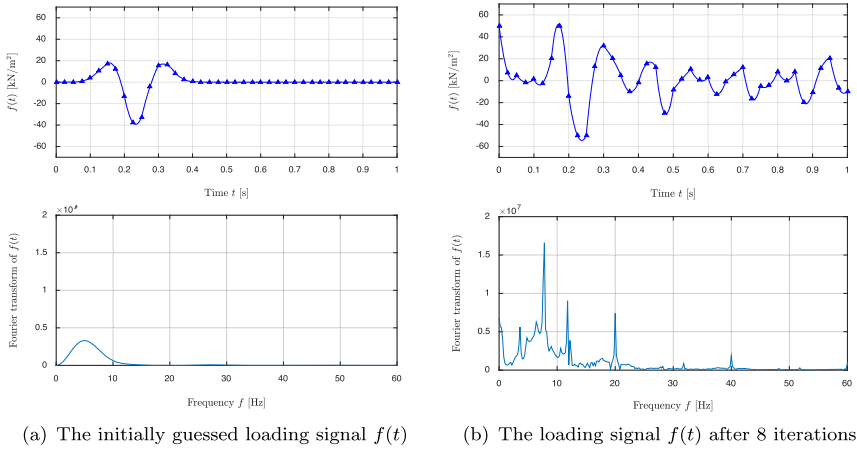 60
40
20
0
-20
-40
-60
f(t) [kN/m²]
0 0.1 0.2 0.3 0.4 0.5 0.6 0.7 0.8 0.9 1
Time t [s]
60
40
20
0
-20
-40
-60
f(t) [kN/m²]
0 0.1 0.2 0.3 0.4 0.5 0.6 0.7 0.8 0.9 1
Time t [s]
2
1.5
1
0.5
0
Fourier transform of f(t)
0 10 20 30 40 50 60
Frequency f [Hz]
×10⁷
2
1.5
1
0.5
0
Fourier transform of f(t)
0 10 20 30 40 50 60
Frequency f [Hz]
(a) The initially guessed loading signal f(t)
(b) The loading signal f(t) after 8 iterations